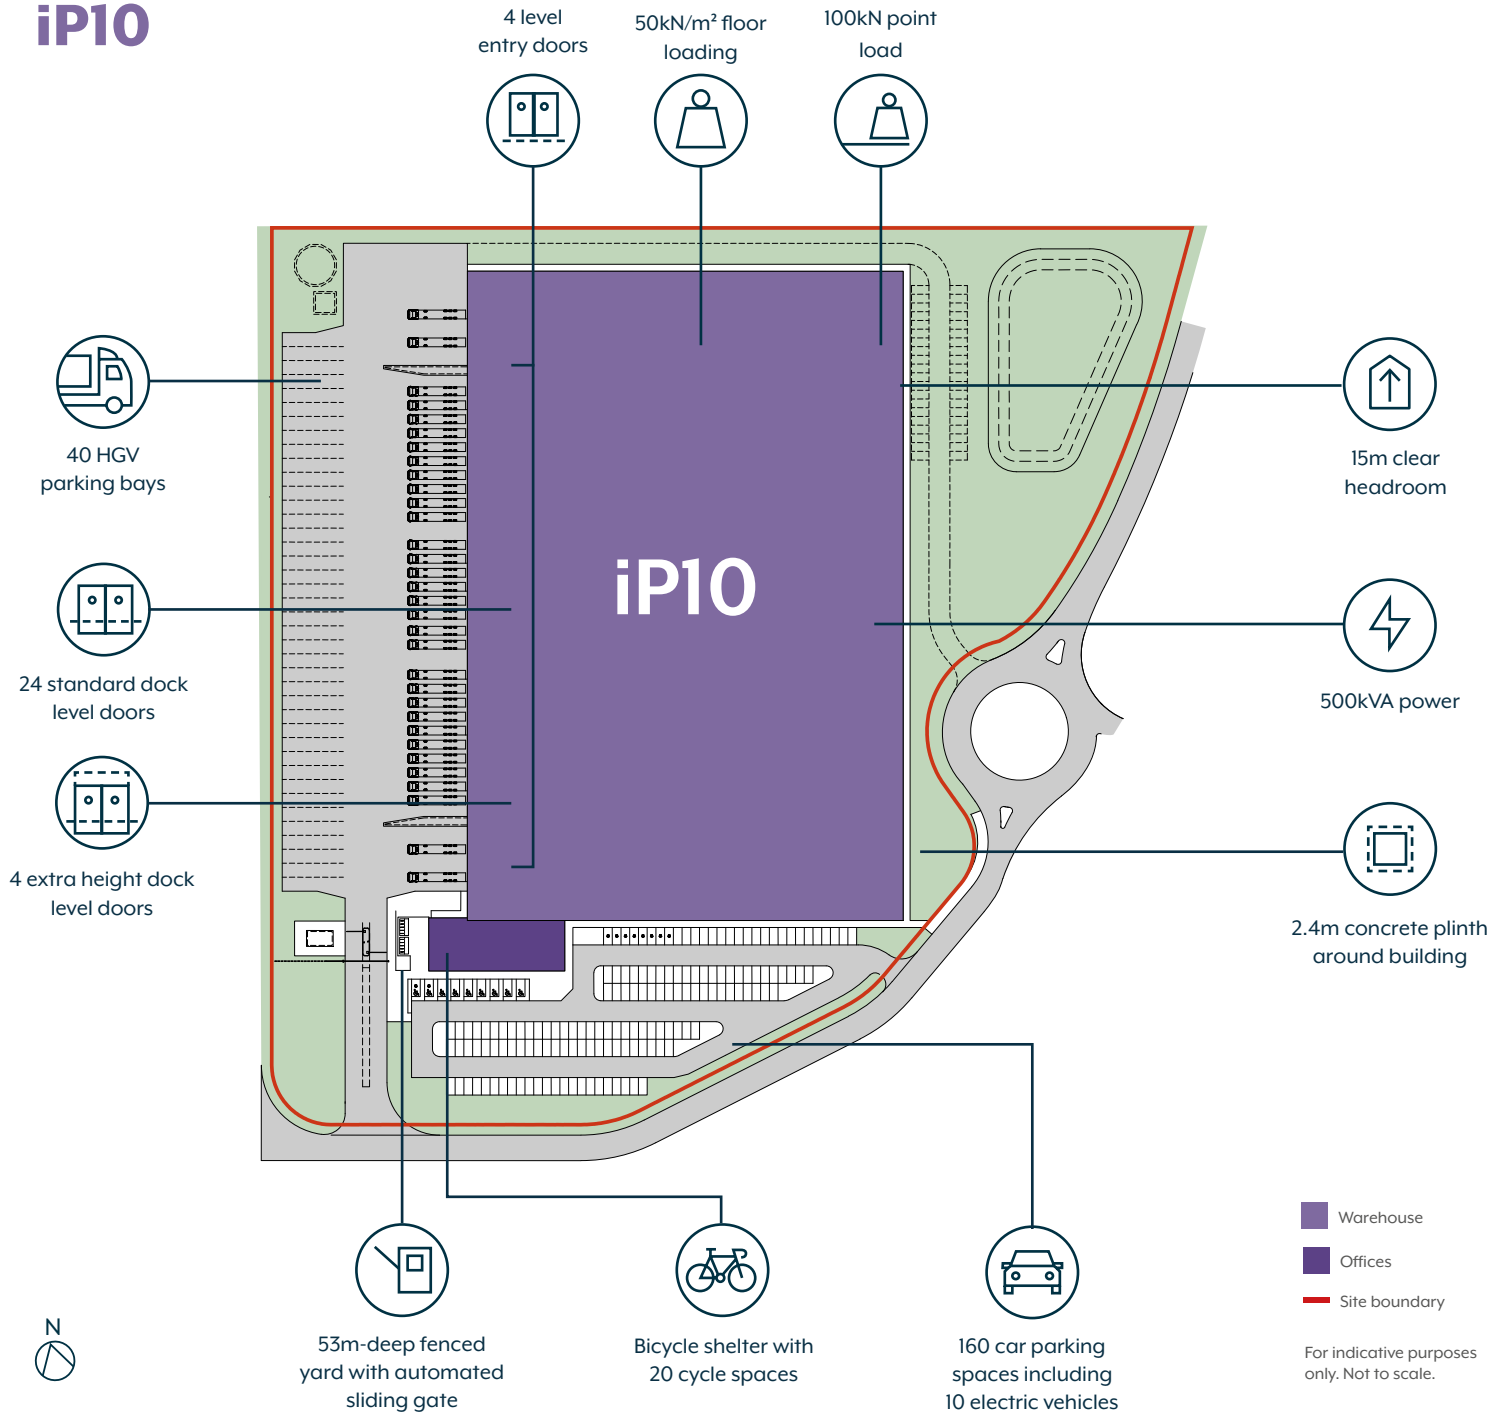 iP10
4 level
entry doors
50kN/m² floor
loading
100kN point
load
40 HGV
parking bays
15m clear
headroom
iP10
24 standard dock
level doors
500kVA power
4 extra height dock
level doors
2.4m concrete plinth
around building
Warehouse
Offices
Site boundary
For indicative purposes
only. Not to scale.
N
53m-deep fenced
yard with automated
sliding gate
Bicycle shelter with
20 cycle spaces
160 car parking
spaces including
10 electric vehicles